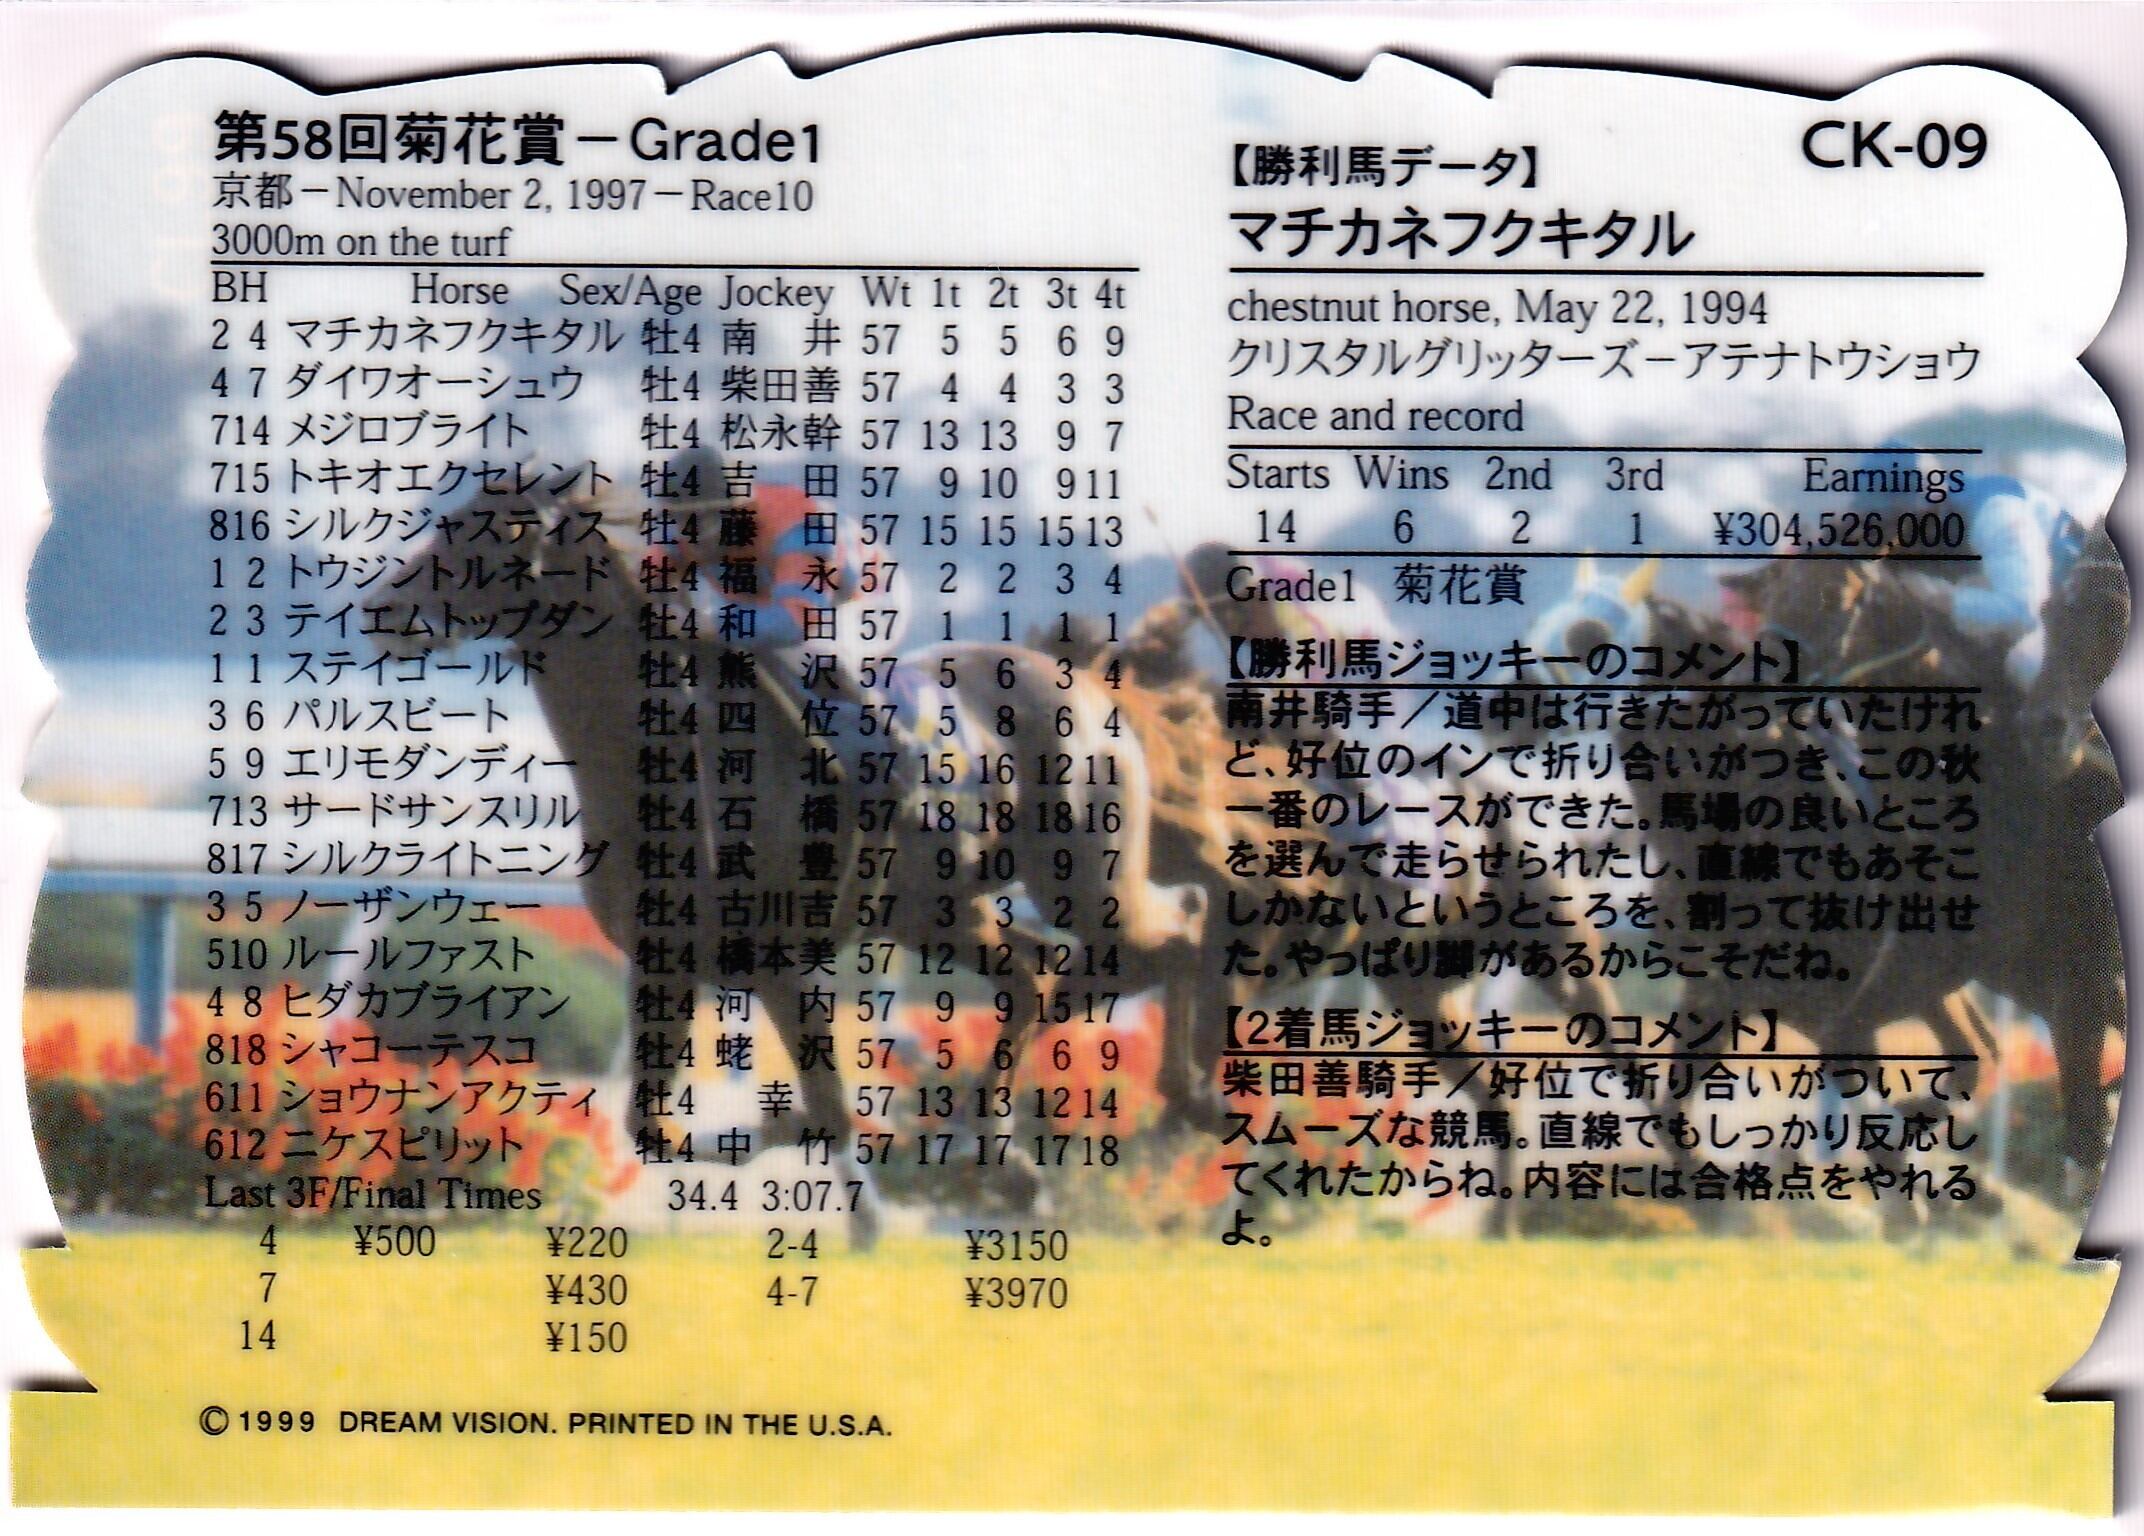 第58回菊花賞－Grade1
京都－November 2, 1997－Race10
3000m on the turf
BH Horse Sex/Age Jockey Wt 1t 2t 3t 4t
2 4 マチカネフクキタル 牡4 南 井 57 5 5 6 9
4 7 ダイワオーシュウ 牡4 柴田善 57 4 4 3 3
714 メジロブライト 牡4 松永幹 57 13 13 9 7
715 トキオエクセレント 牡4 吉 田 57 9 10 9 11
816 シルクジャスティス 牡4 藤 田 57 15 15 15 13
1 2 トウジントルネード 牡4 福 永 57 2 2 3 4
2 3 テイエムトップダン 牡4 和 田 57 1 1 1 1
1 1 ステイゴールド 牡4 熊 沢 57 5 6 3 4
3 6 パルスビート 牡4 四 位 57 5 8 6 4
5 9 エリモダンディー 牡4 河 北 57 15 16 12 11
713 サードサンスリル 牡4 石 橋 57 18 18 18 16
817 シルクライトニング 牡4 武 豊 57 9 10 9 7
3 5 ノーザンウェー 牡4 古川吉 57 3 3 2 2
510 ルールファスト 牡4 橋本美 57 12 12 12 14
4 8 ヒダカブライアン 牡4 河 内 57 9 9 15 17
818 シャコーテスコ 牡4 蛯 沢 57 5 6 6 9
611 ショウナンアクティ 牡4 幸 57 13 13 12 14
612 ニケスピリット 牡4 中 竹 57 17 17 17 18
Last 3F/Final Times 34.4 3:07.7
4 ¥500 ¥220 2-4 ¥3150
7 ¥430 4-7 ¥3970
14 ¥150
© 1999 DREAM VISION. PRINTED IN THE U.S.A.
CK-09
【勝利馬データ】
マチカネフクキタル
chestnut horse, May 22, 1994
クリスタルグリッターズ－アテナトウショウ
Race and record
Starts Wins 2nd 3rd Earnings
14 6 2 1 ¥304,526,000
Grade1 菊花賞
【勝利馬ジョッキーのコメント】
南井騎手／道中は行きたがっていたけれ
ど、好位のインで折り合いがつき、この秋
一番のレースができた。馬場の良いところ
を選んで走らせられたし、直線でもあそこ
しかないというところを、割って抜け出せ
た。やっぱり脚があるからこそだね。
【2着馬ジョッキーのコメント】
柴田善騎手／好位で折り合いがついて、
スムーズな競馬。直線でもしっかり反応し
てくれたからね。内容には合格点をやれる
よ。